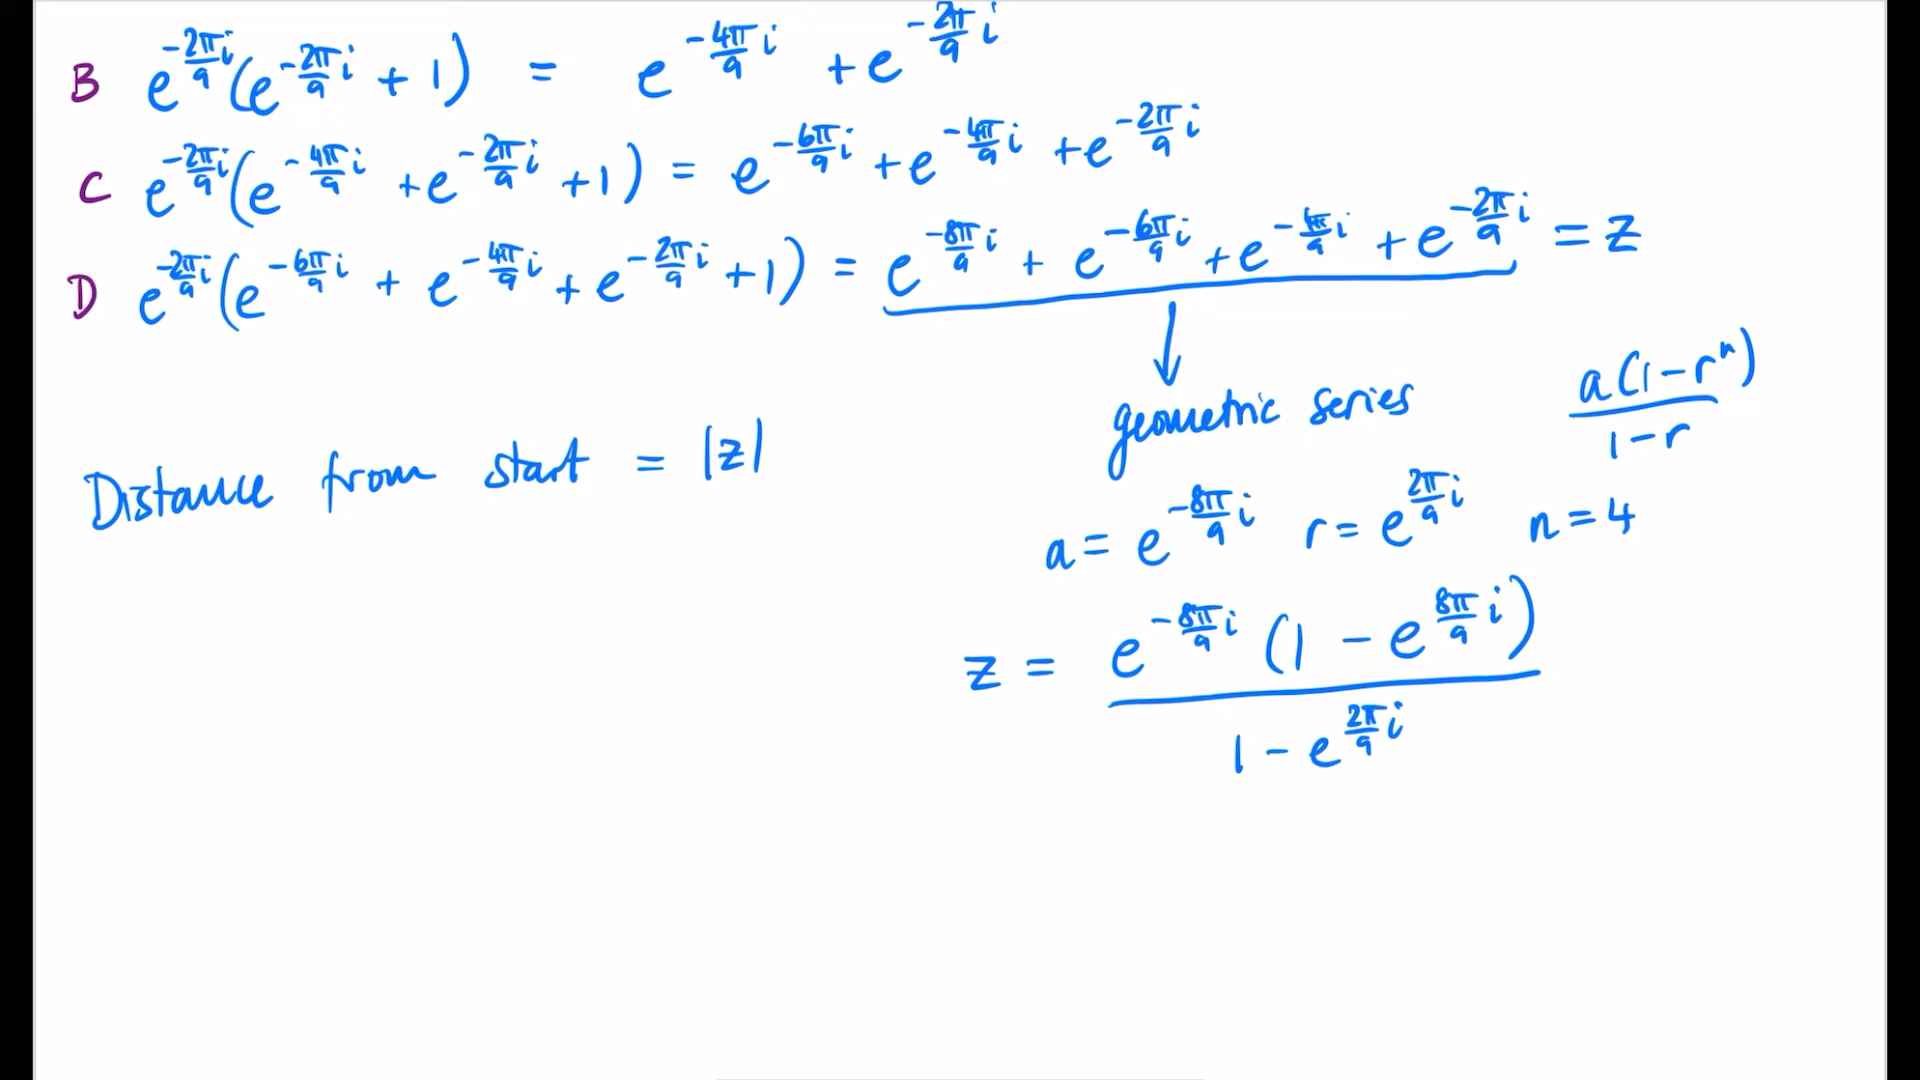 B e^{-2π/9 i}(e^{-2π/9 i} + 1) = e^{-4π/9 i} + e^{-2π/9 i}
C e^{-2π/9 i}(e^{-4π/9 i} + e^{-2π/9 i} + 1) = e^{-6π/9 i} + e^{-4π/9 i} + e^{-2π/9 i}
D e^{-2π/9 i}(e^{-6π/9 i} + e^{-4π/9 i} + e^{-2π/9 i} + 1) = e^{-8π/9 i} + e^{-6π/9 i} + e^{-4π/9 i} + e^{-2π/9 i} = z
geometric series a(1-r^n)/(1-r)
Distance from start = |z|
a = e^{-8π/9 i} r = e^{2π/9 i} n = 4
z = e^{-8π/9 i} (1 - e^{8π/9 i})
1 - e^{2π/9 i}